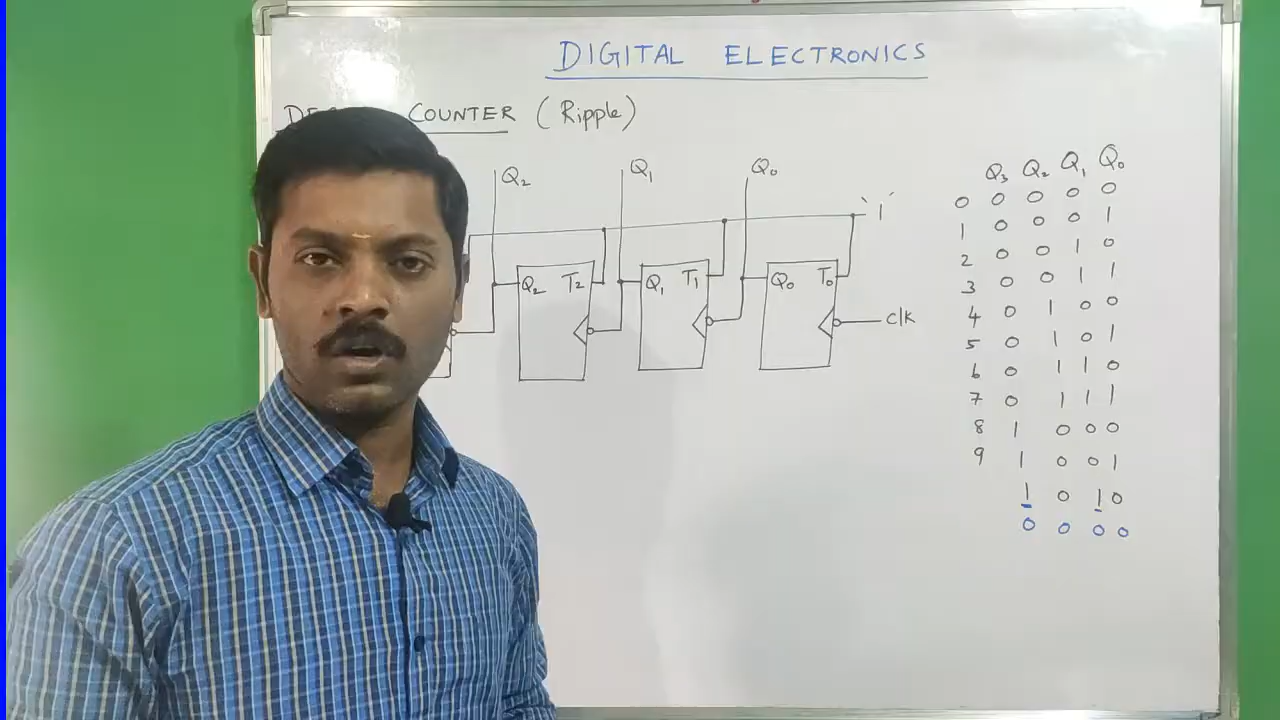 DIGITAL ELECTRONICS
COUNTER (Ripple)
Q₂ Q₁ Q₀
'1'
Q₂ T₂ Q₁ T₁ Q₀ T₀
clk
Q₃ Q₂ Q₁ Q₀
0 0 0 0 0
1 0 0 0 1
2 0 0 1 0
3 0 0 1 1
4 0 1 0 0
5 0 1 0 1
6 0 1 1 0
7 0 1 1 1
8 1 0 0 0
9 1 0 0 1
1 0 1 0
0 0 0 0